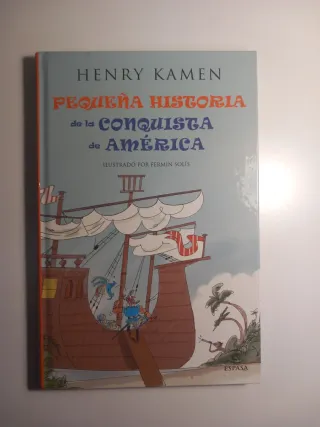 HENRY KAMEN
PEQUEÑA HISTORIA
de la CONQUISTA
de AMÉRICA
ILUSTRADO POR FERMÍN SOLÍS
ESPASA